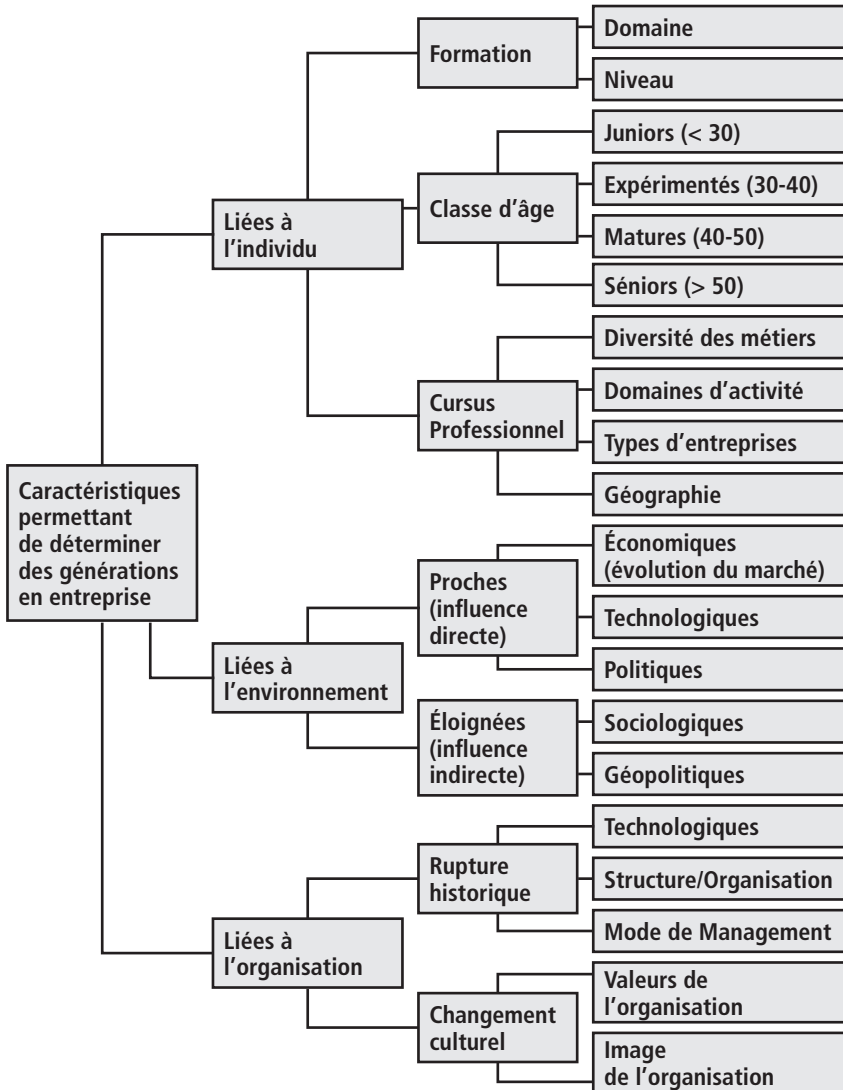 Caractéristiques
permettant
de déterminer
des générations
en entreprise
Liées à
l'individu
Formation
Domaine
Niveau
Classe d'âge
Juniors (< 30)
Expérimentés (30-40)
Matures (40-50)
Séniors (> 50)
Cursus
Professionnel
Diversité des métiers
Domaines d'activité
Types d'entreprises
Géographie
Liées à
l'environnement
Proches
(influence
directe)
Économiques
(évolution du marché)
Technologiques
Politiques
Éloignées
(influence
indirecte)
Sociologiques
Géopolitiques
Liées à
l'organisation
Rupture
historique
Technologiques
Structure/Organisation
Mode de Management
Changement
culturel
Valeurs de
l'organisation
Image
de l'organisation